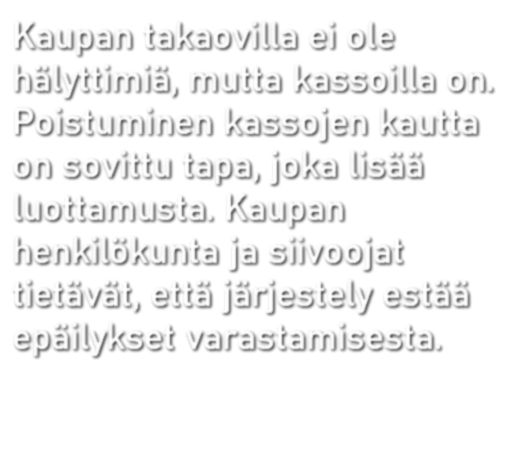 Kaupan takaovilla ei ole
hälyttimiä, mutta kassoilla on.
Poistuminen kassojen kautta
on sovittu tapa, joka lisää
luottamusta. Kaupan
henkilökunta ja siivoojat
tietävät, että järjestely estää
epäilykset varastamisesta.